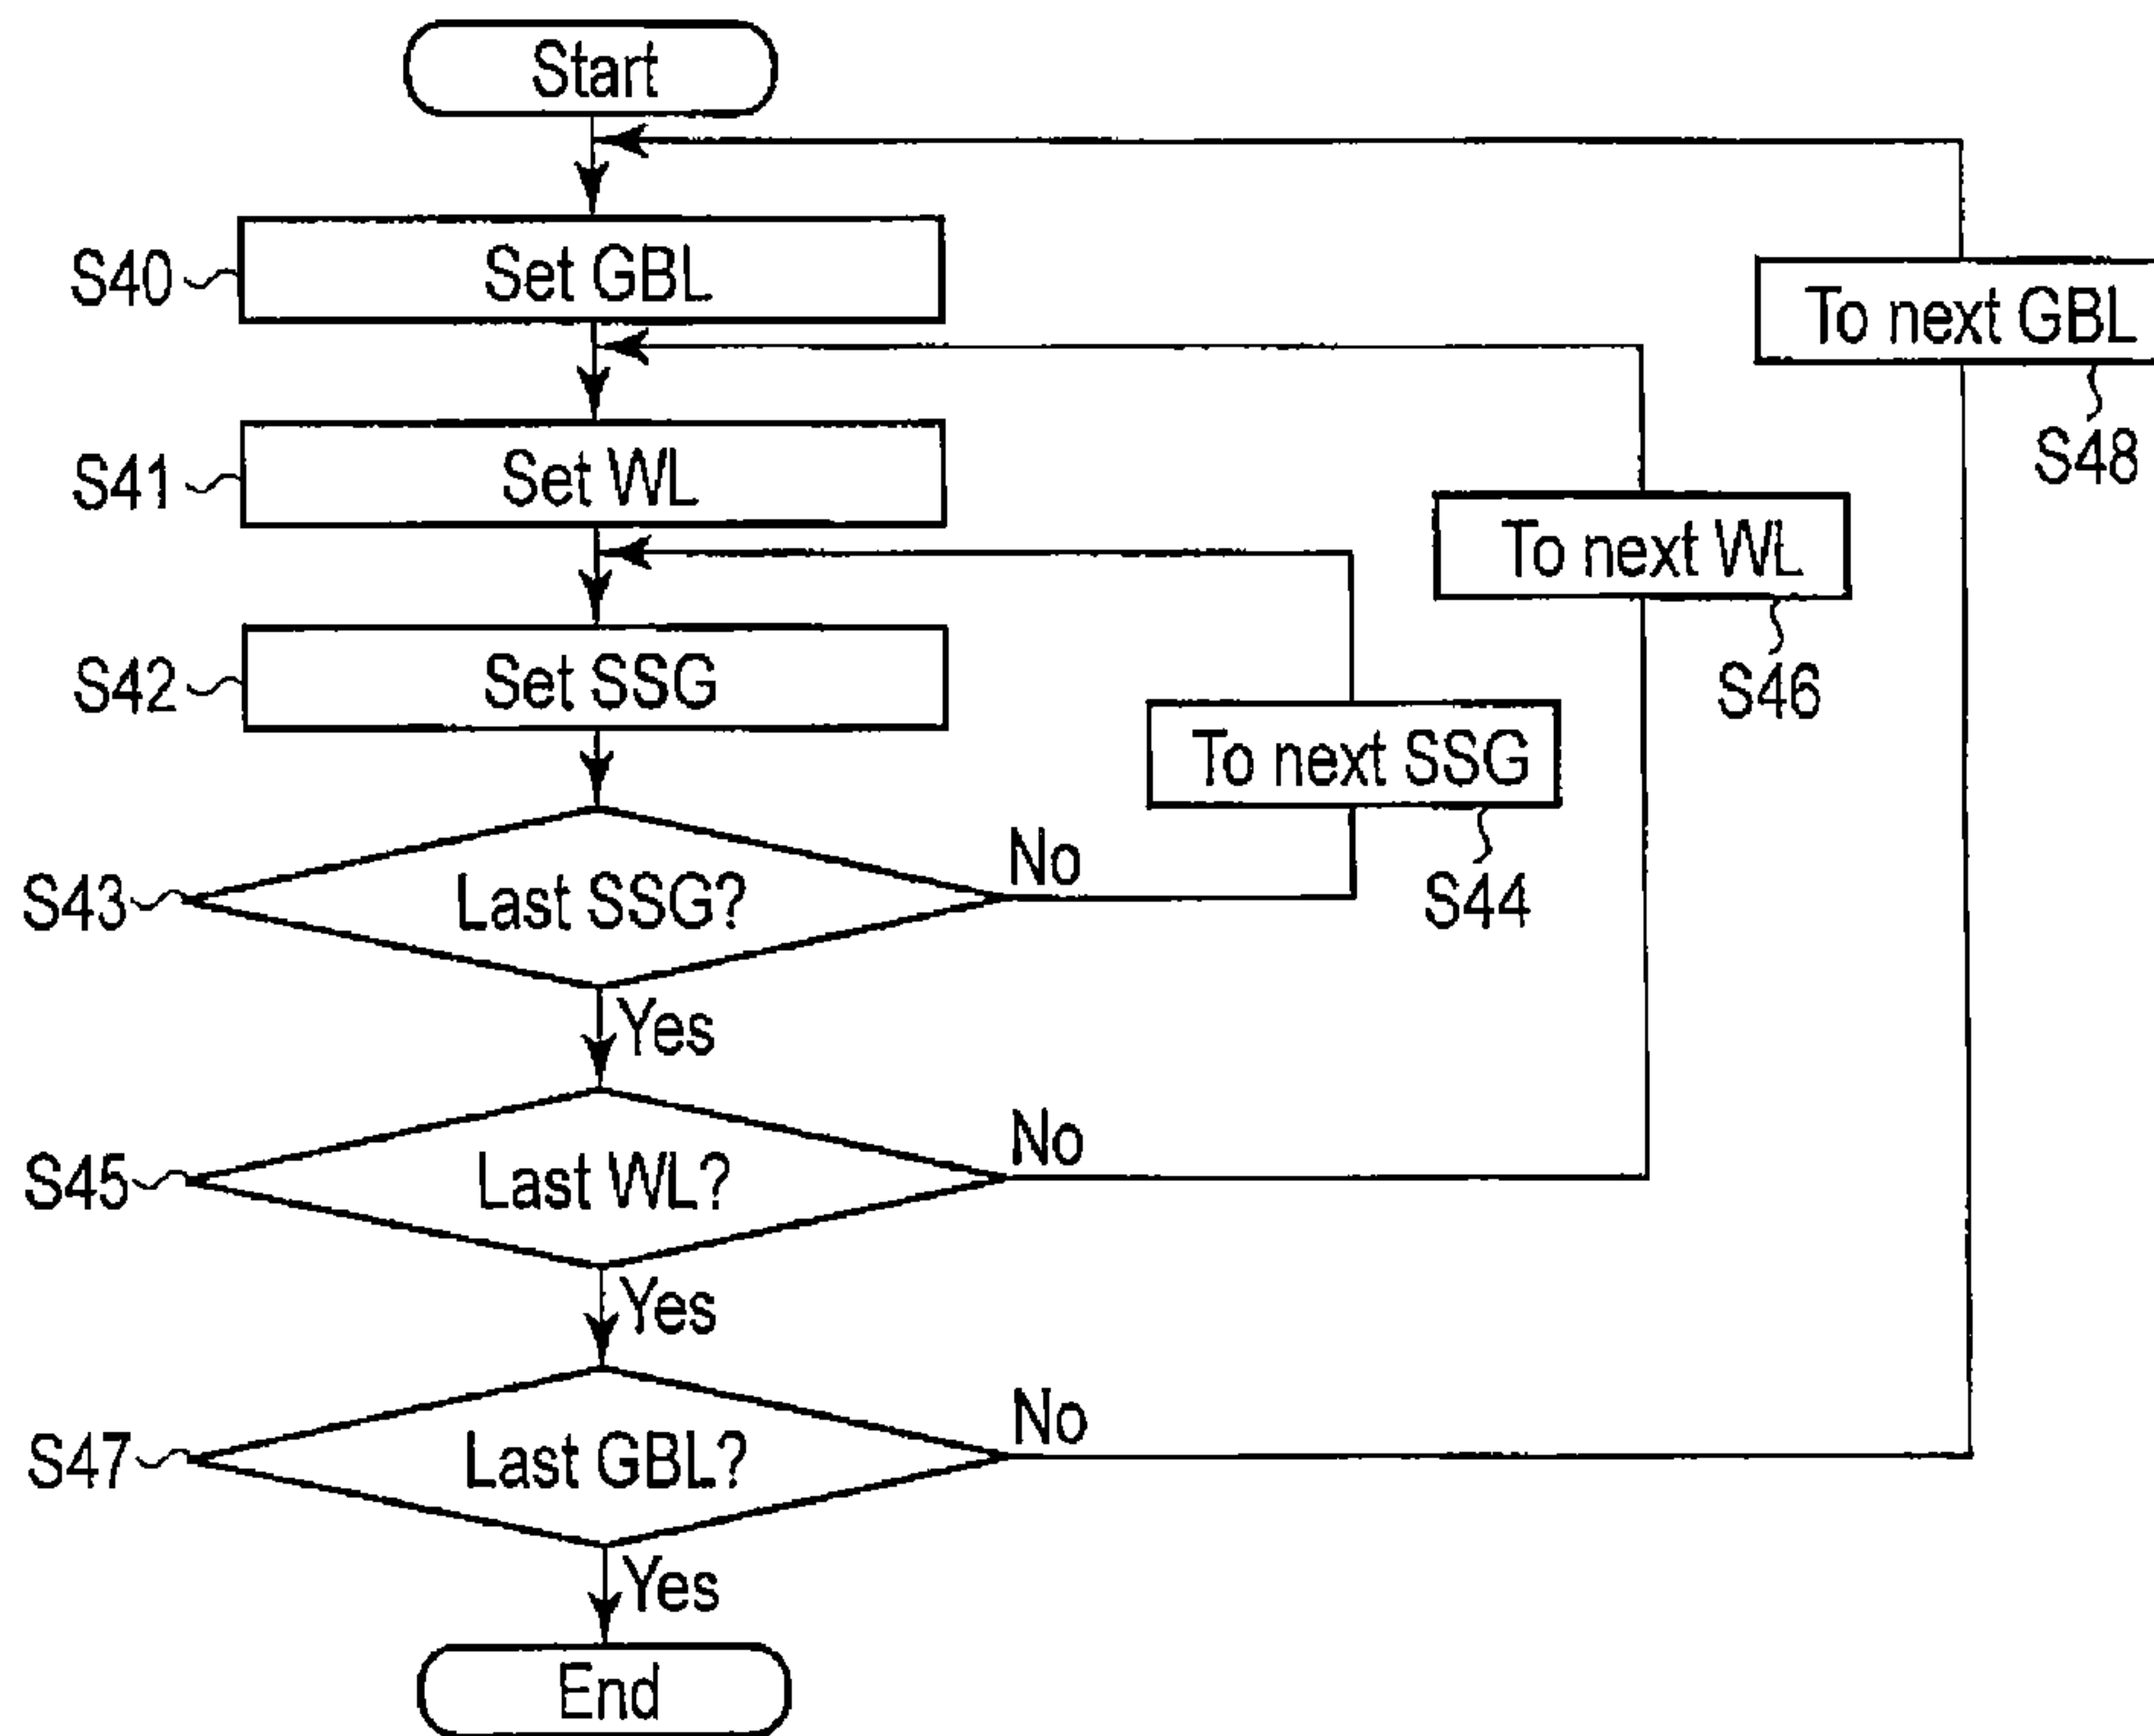 Start
S40
Set GBL
To next GBL
S48
S41
Set WL
To next WL
S46
S42
Set SSG
To next SSG
S44
S43
Last SSG?
No
Yes
S45
Last WL?
No
Yes
S47
Last GBL?
No
Yes
End